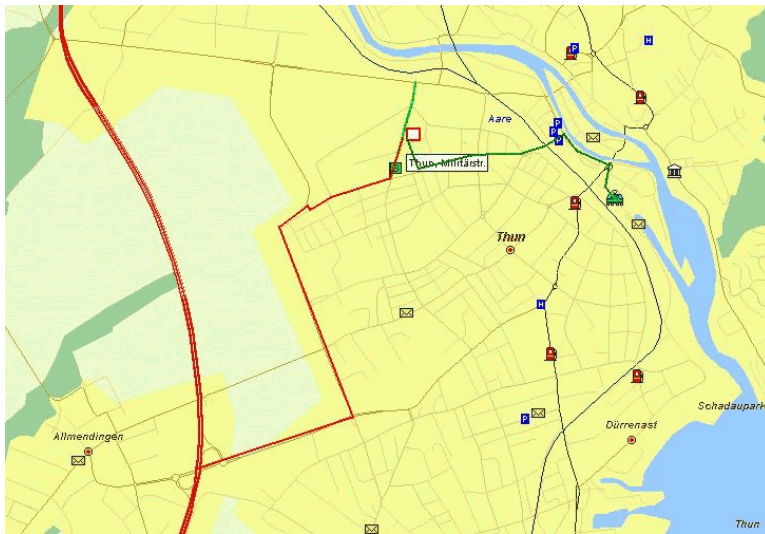 H
P
P
Aare
P
P
Thun, Militärstr.
Thun
H
P
Schadaupark
Dürrenast
Allmendingen
Thun